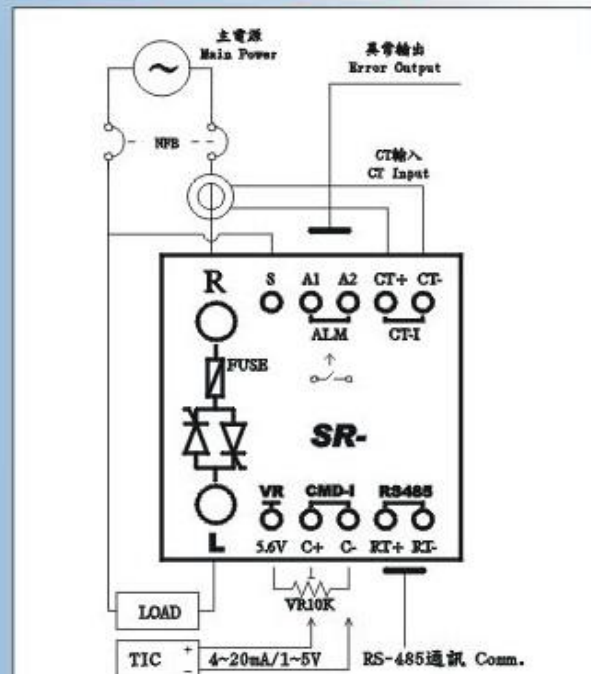 主電源
Main Power
異常輸出
Error Output
NFB
CT輸入
CT Input
R
S A1 A2 CT+ CT-
ALM CT-I
FUSE
SR-
VR CMD-I RS485
L 5.6V C+ C- RT+ RT-
VR10K
LOAD
TIC + - 4~20mA/1~5V RS-485通訊 Comm.